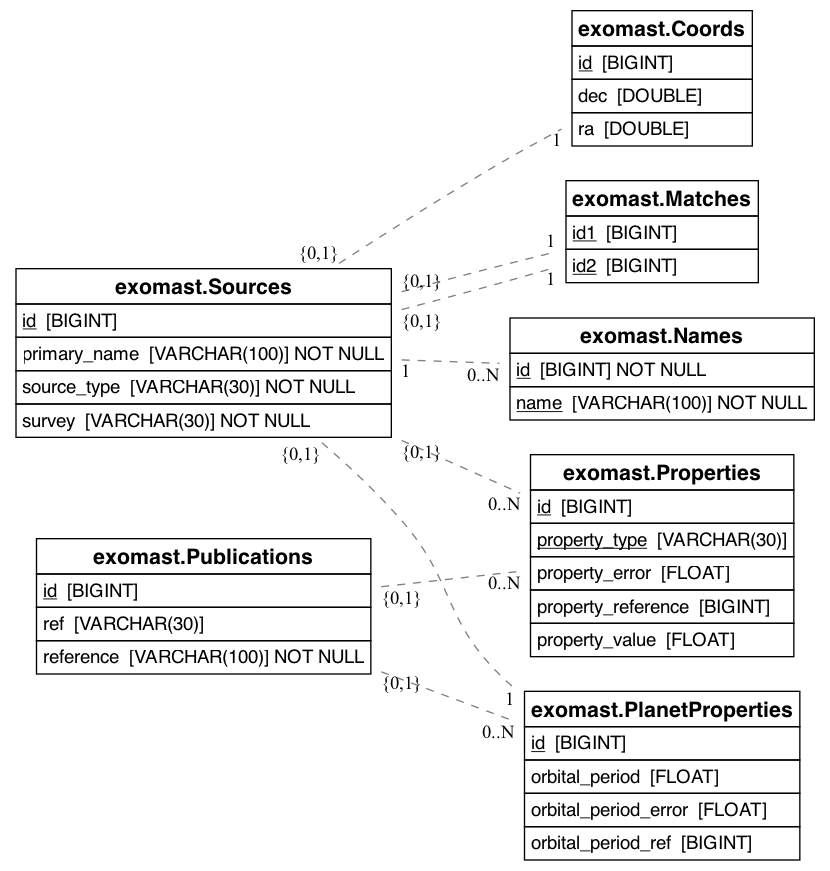 exomast.Coords
id [BIGINT]
dec [DOUBLE]
ra [DOUBLE]
1
{0,1}
exomast.Matches
id1 [BIGINT]
id2 [BIGINT]
1
1
{0,1}
{0,1}
exomast.Sources
id [BIGINT]
primary_name [VARCHAR(100)] NOT NULL
source_type [VARCHAR(30)] NOT NULL
survey [VARCHAR(30)] NOT NULL
1
0..N
exomast.Names
id [BIGINT] NOT NULL
name [VARCHAR(100)] NOT NULL
{0,1}
{0,1}
0..N
exomast.Properties
id [BIGINT]
property_type [VARCHAR(30)]
property_error [FLOAT]
property_reference [BIGINT]
property_value [FLOAT]
exomast.Publications
id [BIGINT]
ref [VARCHAR(30)]
reference [VARCHAR(100)] NOT NULL
{0,1}
0..N
{0,1}
1
0..N
exomast.PlanetProperties
id [BIGINT]
orbital_period [FLOAT]
orbital_period_error [FLOAT]
orbital_period_ref [BIGINT]